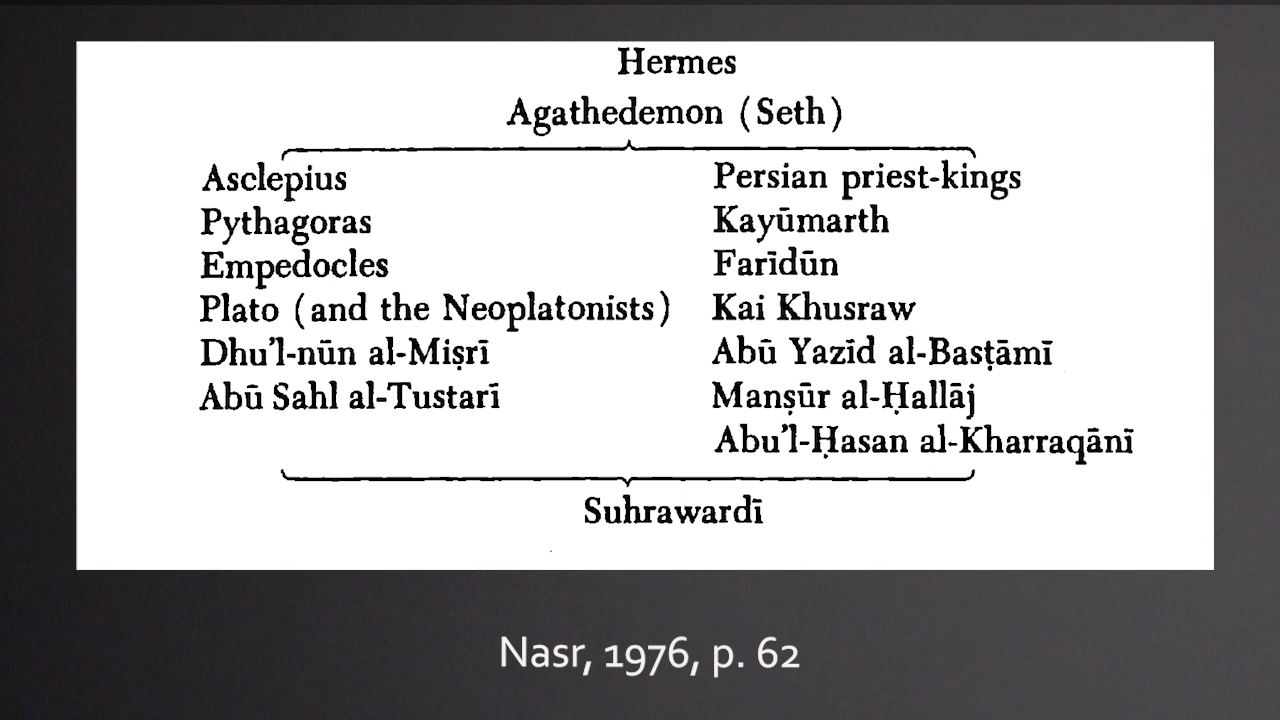 Hermes
Agathedemon (Seth)
Asclepius
Pythagoras
Empedocles
Plato (and the Neoplatonists)
Dhu'l-nūn al-Miṣrī
Abū Sahl al-Tustarī
Persian priest-kings
Kayūmarth
Farīdūn
Kai Khusraw
Abū Yazīd al-Basṭāmī
Manṣūr al-Ḥallāj
Abu'l-Ḥasan al-Kharraqānī
Suhrawardī
Nasr, 1976, p. 62